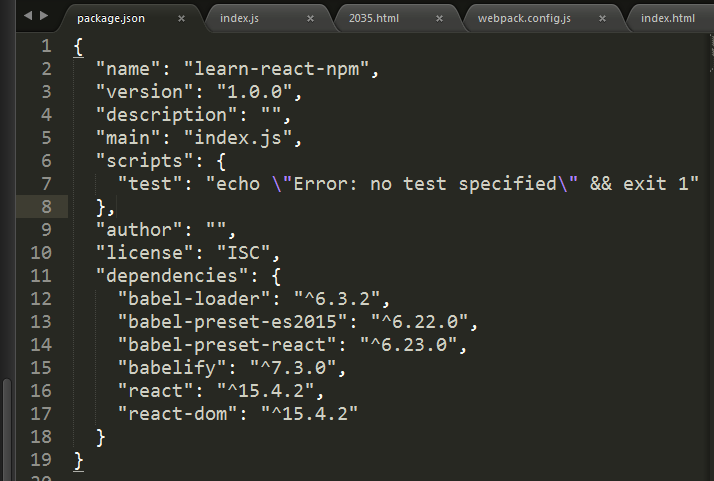 package.json index.js 2035.html webpack.config.js index.html
1 {
2 "name": "learn-react-npm",
3 "version": "1.0.0",
4 "description": "",
5 "main": "index.js",
6 "scripts": {
7 "test": "echo \"Error: no test specified\" && exit 1"
8 },
9 "author": "",
10 "license": "ISC",
11 "dependencies": {
12 "babel-loader": "^6.3.2",
13 "babel-preset-es2015": "^6.22.0",
14 "babel-preset-react": "^6.23.0",
15 "babelify": "^7.3.0",
16 "react": "^15.4.2",
17 "react-dom": "^15.4.2"
18 }
19 }